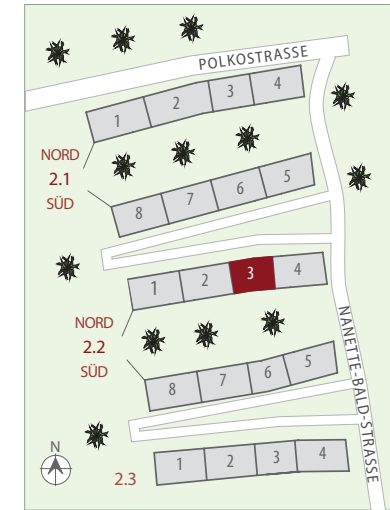 POLKOSTRASSE
1 2 3 4
NORD
2.1
SÜD
8 7 6 5
1 2 3 4
NORD
2.2
SÜD
8 7 6 5
NANETTE-BALD-STRASSE
N
2.3
1 2 3 4